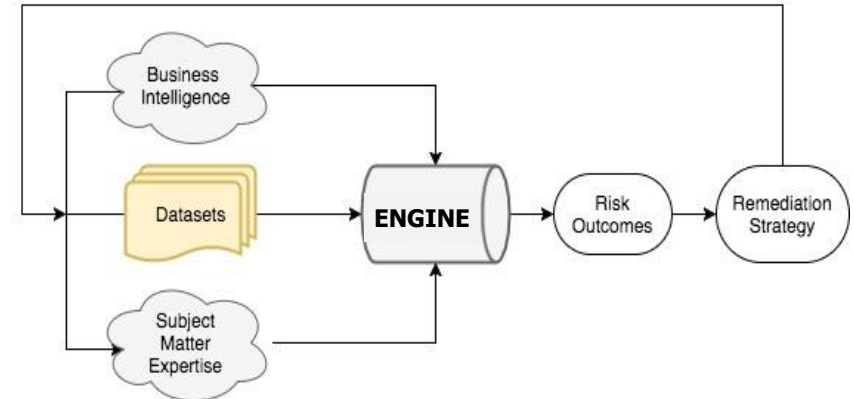 Business
Intelligence
Datasets
ENGINE
Risk
Outcomes
Remediation
Strategy
Subject
Matter
Expertise